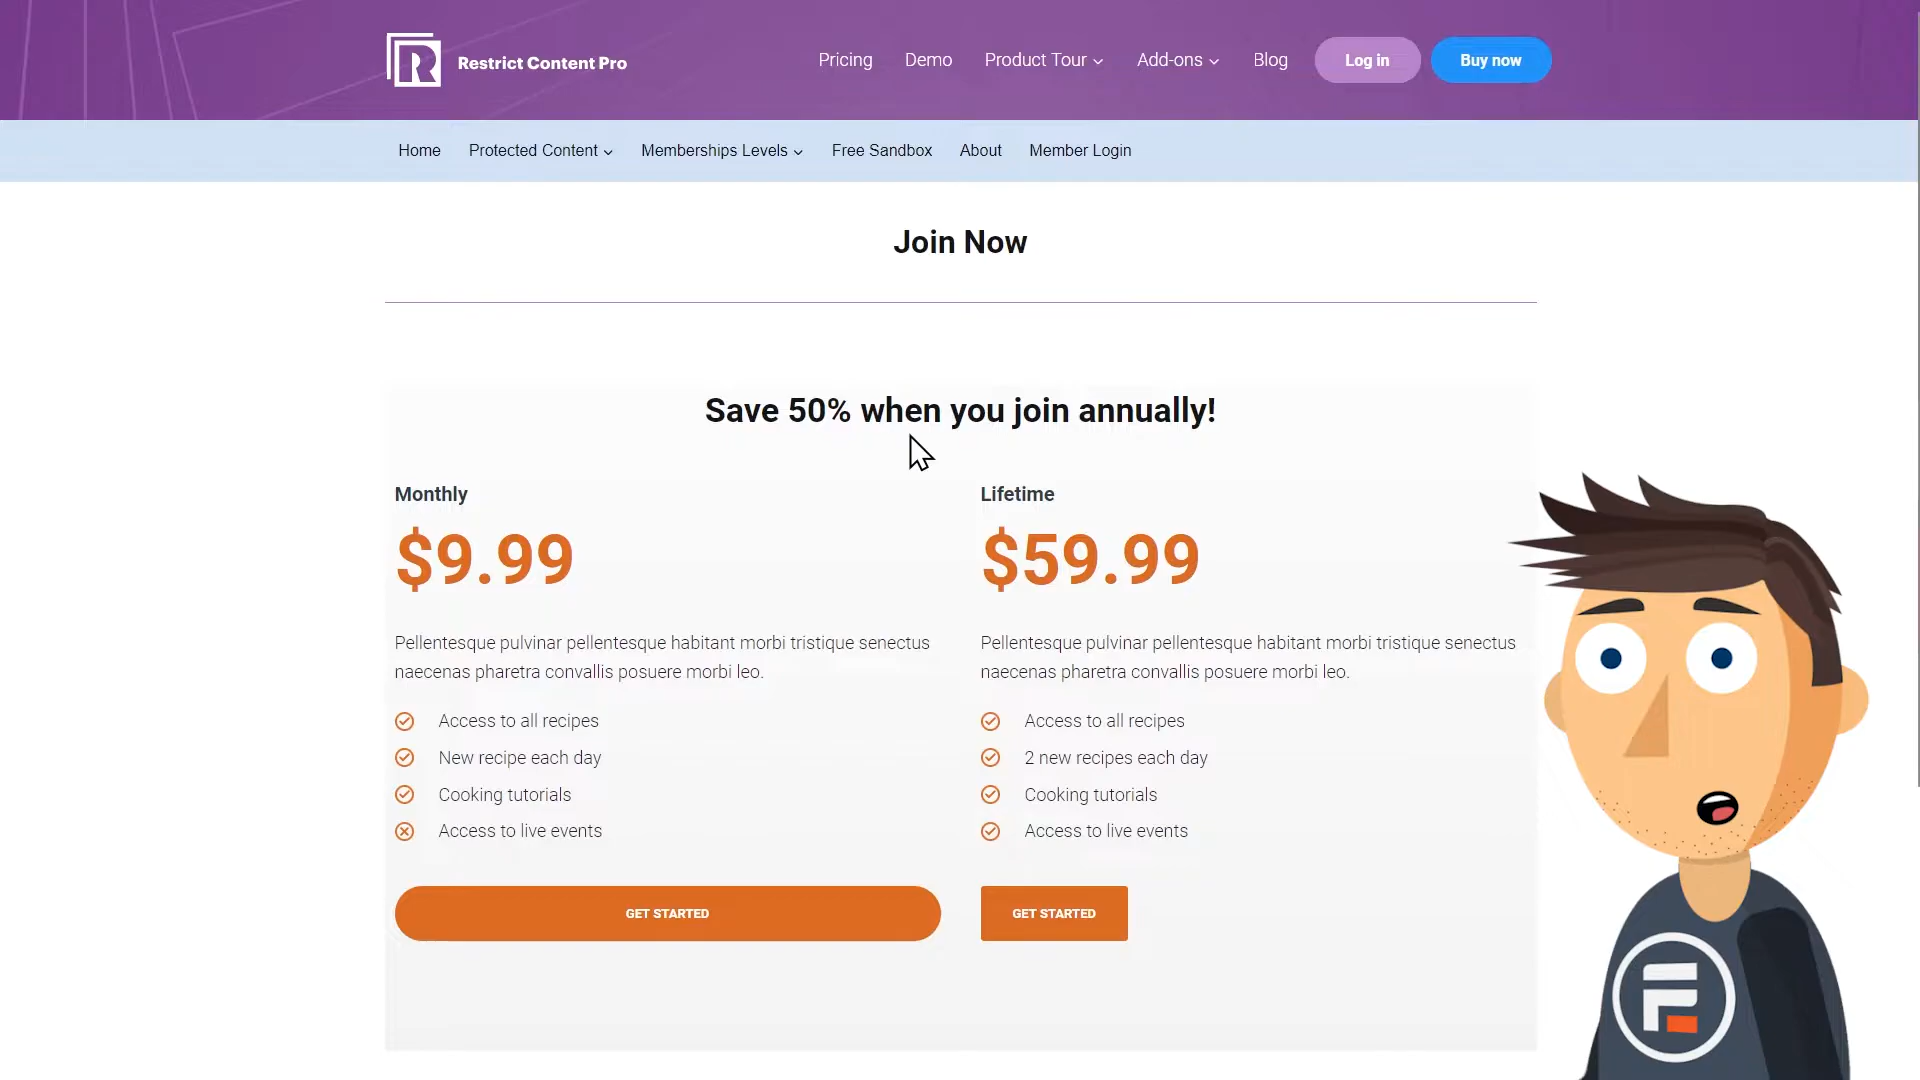 Restrict Content Pro
Pricing Demo Product Tour Add-ons Blog Log in Buy now
Home Protected Content Memberships Levels Free Sandbox About Member Login
Join Now
Save 50% when you join annually!
Monthly
$9.99
Pellentesque pulvinar pellentesque habitant morbi tristique senectus
naecenas pharetra convallis posuere morbi leo.
Access to all recipes
New recipe each day
Cooking tutorials
Access to live events
GET STARTED
Lifetime
$59.99
Pellentesque pulvinar pellentesque habitant morbi tristique senectus
naecenas pharetra convallis posuere morbi leo.
Access to all recipes
2 new recipes each day
Cooking tutorials
Access to live events
GET STARTED